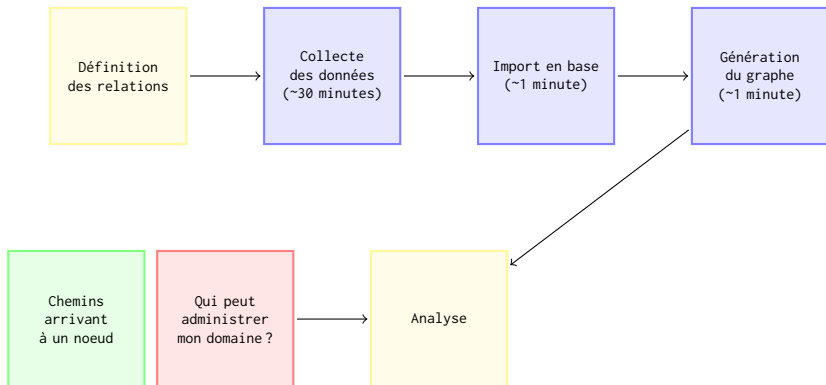 Définition
des relations
Collecte
des données
(~30 minutes)
Import en base
(~1 minute)
Génération
du graphe
(~1 minute)
Chemins
arrivant
à un noeud
Qui peut
administrer
mon domaine ?
Analyse